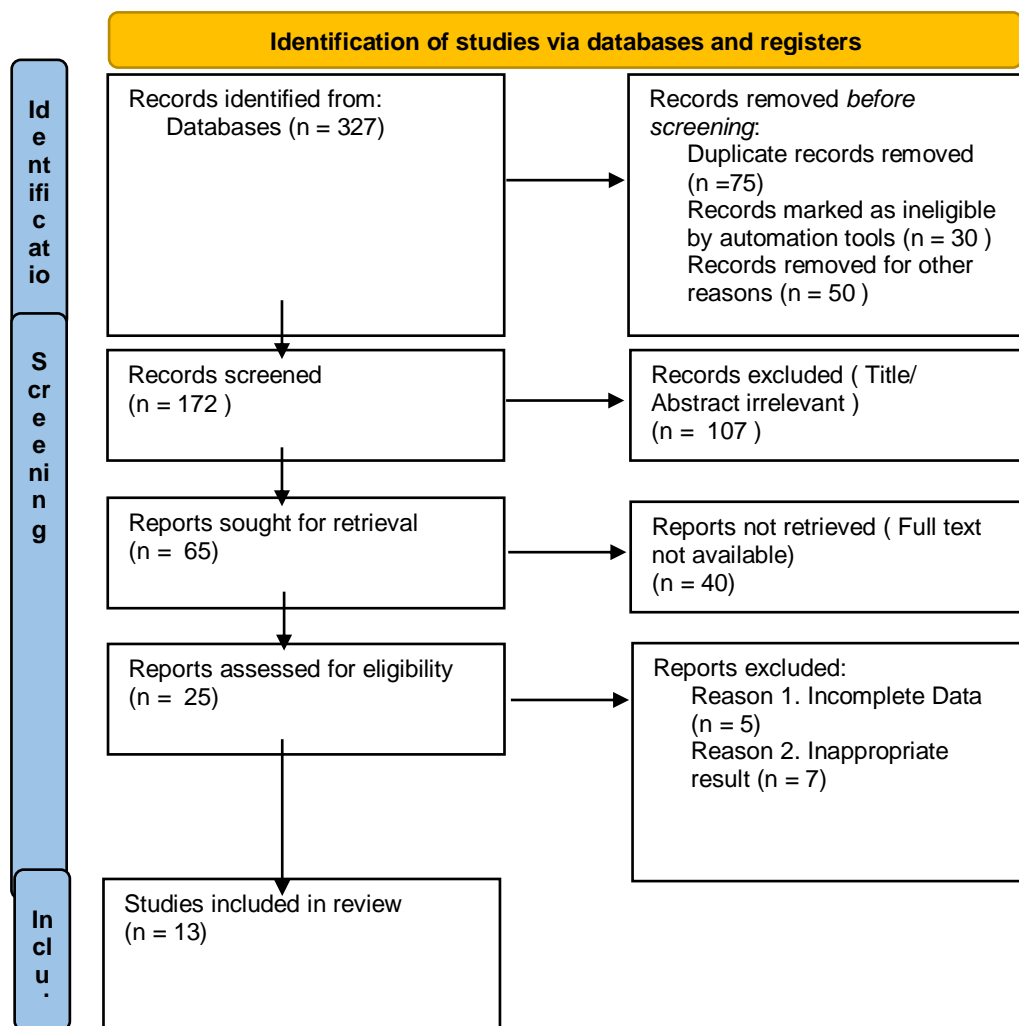 Identification of studies via databases and registers
Id
e
nt
ific
c
at
io
Records identified from:
Databases (n = 327)
Records removed before
screening:
Duplicate records removed
(n =75)
Records marked as ineligible
by automation tools (n = 30 )
Records removed for other
reasons (n = 50 )
S
cr
e
e
ni
n
g
Records screened
(n = 172 )
Records excluded ( Title/
Abstract irrelevant )
(n = 107 )
Reports sought for retrieval
(n = 65)
Reports not retrieved ( Full text
not available)
(n = 40)
Reports assessed for eligibility
(n = 25)
Reports excluded:
Reason 1. Incomplete Data
(n = 5)
Reason 2. Inappropriate
result (n = 7)
In
cl
u
Studies included in review
(n = 13)